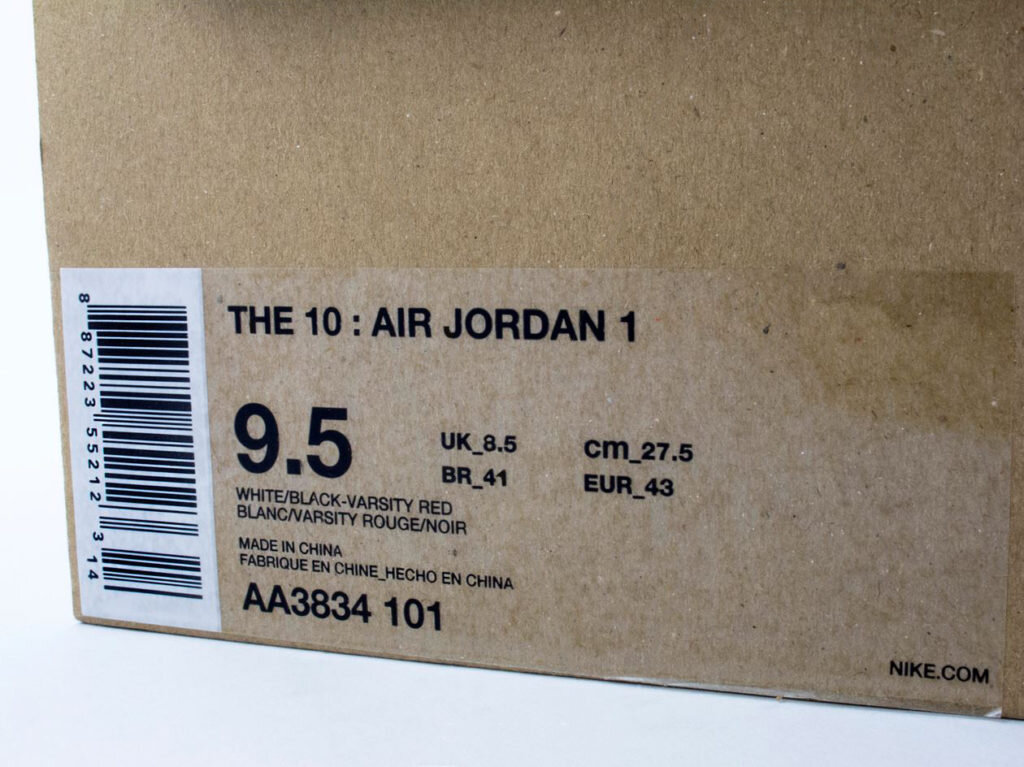 THE 10 : AIR JORDAN 1
9.5
UK_8.5
cm_27.5
BR_41
EUR_43
WHITE/BLACK-VARSITY RED
BLANC/VARSITY ROUGE/NOIR
MADE IN CHINA
FABRIQUE EN CHINE_HECHO EN CHINA
AA3834 101
NIKE.COM
8 87223 55212 3 14